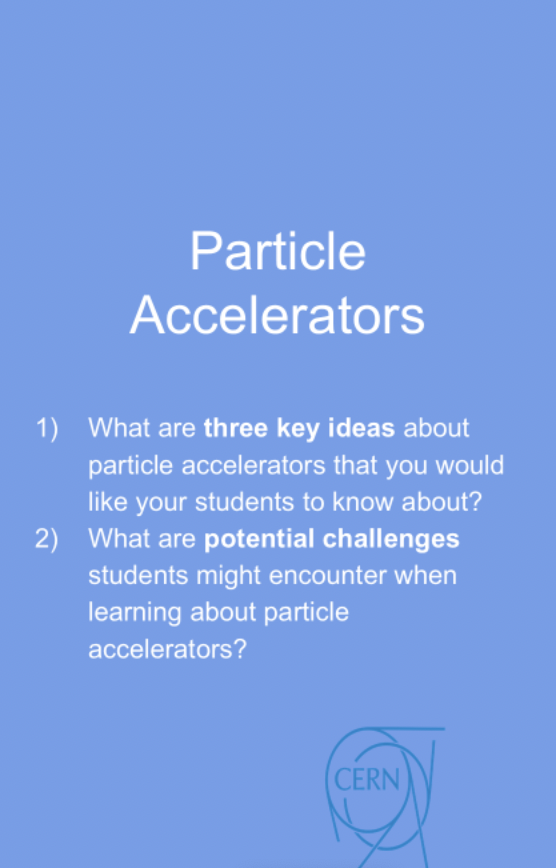 Particle
Accelerators
1) What are three key ideas about
particle accelerators that you would
like your students to know about?
2) What are potential challenges
students might encounter when
learning about particle
accelerators?
CERN